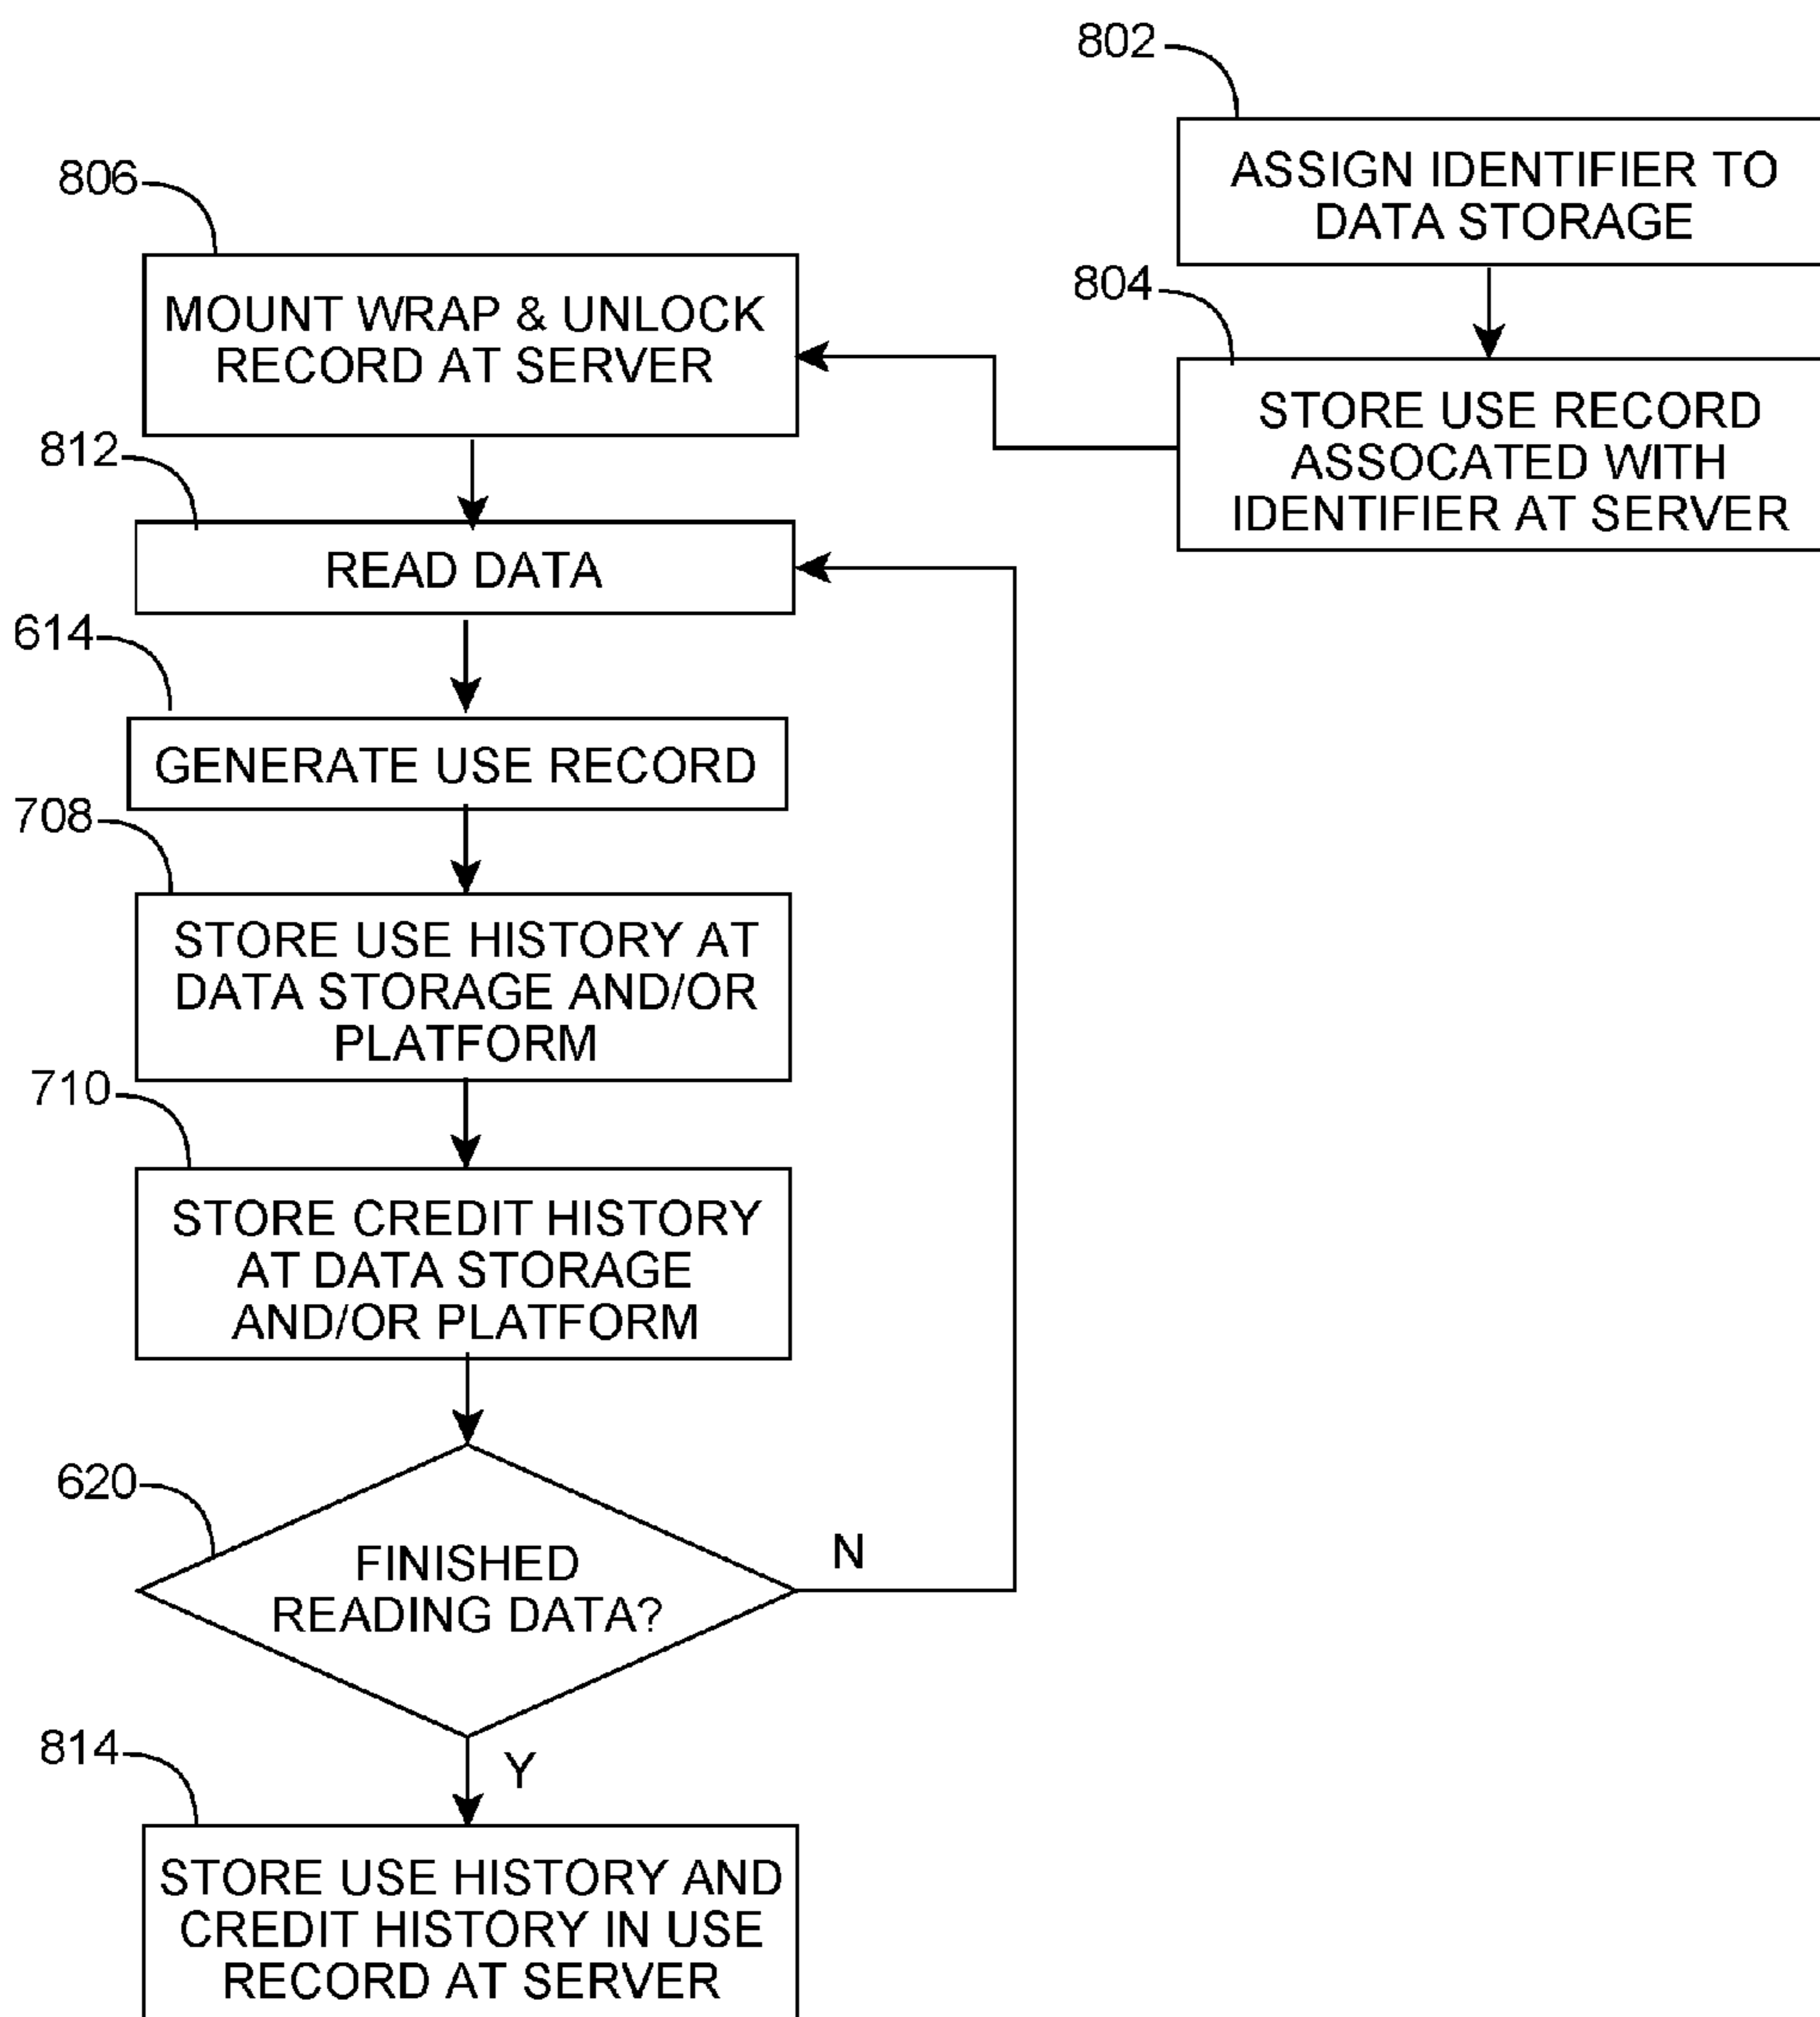 802
ASSIGN IDENTIFIER TO
DATA STORAGE
804
STORE USE RECORD
ASSOCATED WITH
IDENTIFIER AT SERVER
806
MOUNT WRAP & UNLOCK
RECORD AT SERVER
812
READ DATA
614
GENERATE USE RECORD
708
STORE USE HISTORY AT
DATA STORAGE AND/OR
PLATFORM
710
STORE CREDIT HISTORY
AT DATA STORAGE
AND/OR PLATFORM
620
FINISHED
READING DATA?
N
Y
814
STORE USE HISTORY AND
CREDIT HISTORY IN USE
RECORD AT SERVER